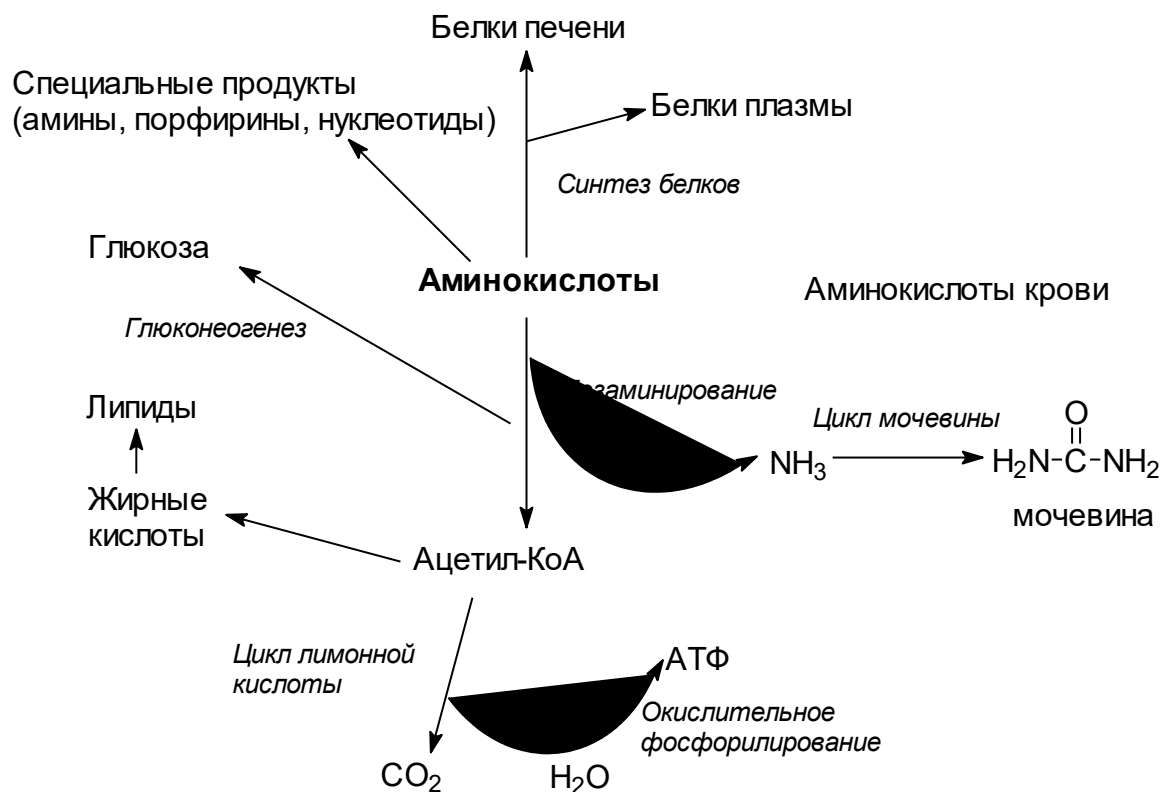 Белки печени
Специальные продукты
(амины, порфирины, нуклеотиды)
Белки плазмы
Синтез белков
Глюкоза
Аминокислоты
Аминокислоты крови
Глюконеогенез
Липиды
Цикл мочевины
O
NH3
H2N-C-NH2
мочевина
Жирные
кислоты
Ацетил-КоА
Цикл лимонной
кислоты
АТФ
Окислительное
фосфорилирование
CO2
H2O